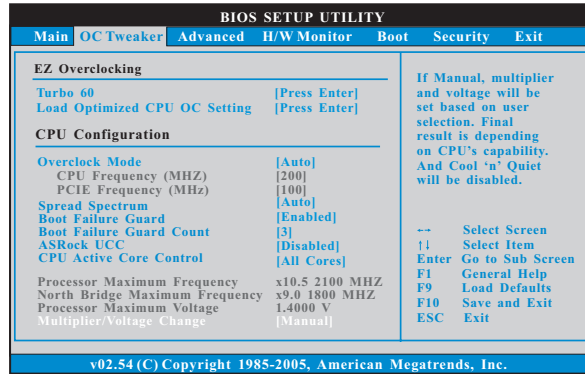 BIOS SETUP UTILITY
Main OC Tweaker Advanced H/W Monitor Boot Security Exit
EZ Overclocking
Turbo 60 [Press Enter]
Load Optimized CPU OC Setting [Press Enter]
CPU Configuration
Overclock Mode [Auto]
CPU Frequency (MHZ) [200]
PCIE Frequency (MHz) [100]
Spread Spectrum [Auto]
Boot Failure Guard [Enabled]
Boot Failure Guard Count [3]
ASRock UCC [Disabled]
CPU Active Core Control [All Cores]
Processor Maximum Frequency x10.5 2100 MHZ
North Bridge Maximum Frequency x9.0 1800 MHZ
Processor Maximum Voltage 1.4000 V
Multiplier/Voltage Change [Manual]
If Manual, multiplier
and voltage will be
set based on user
selection. Final
result is depending
on CPU's capability.
And Cool 'n' Quiet
will be disabled.
←→ Select Screen
↑↓ Select Item
Enter Go to Sub Screen
F1 General Help
F9 Load Defaults
F10 Save and Exit
ESC Exit
v02.54 (C) Copyright 1985-2005, American Megatrends, Inc.